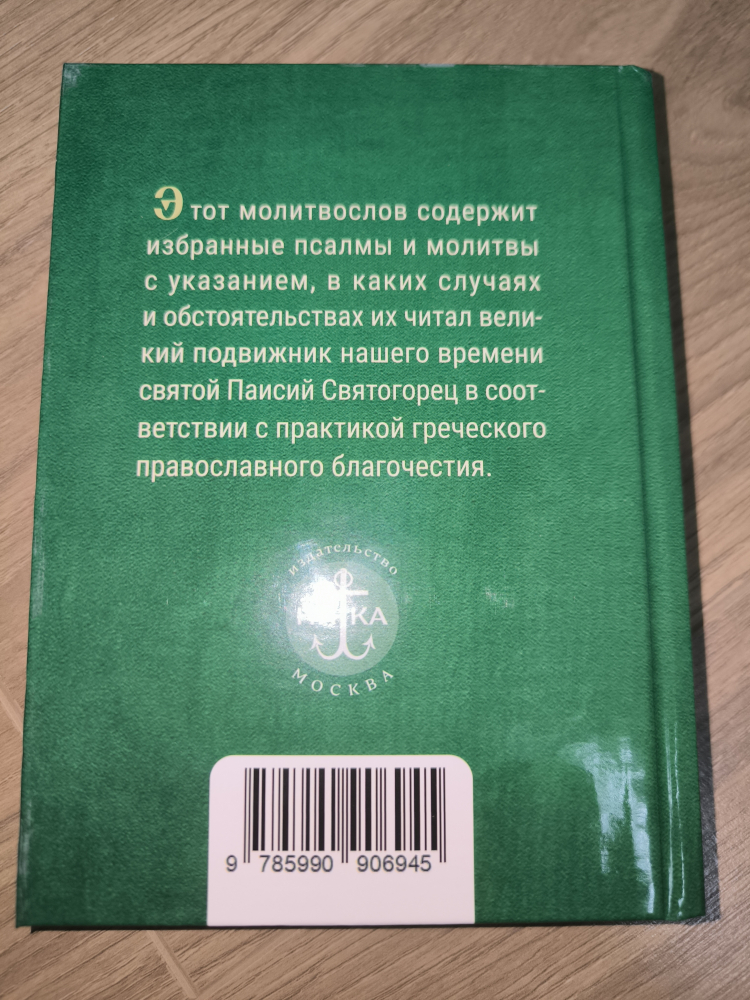 Этот молитвослов содержит
избранные псалмы и молитвы
с указанием, в каких случаях
и обстоятельствах их читал вели-
кий подвижник нашего времени
святой Паисий Святогорец в соот-
ветствии с практикой греческого
православного благочестия.
издательство
МОСКВА
9 785990 906945